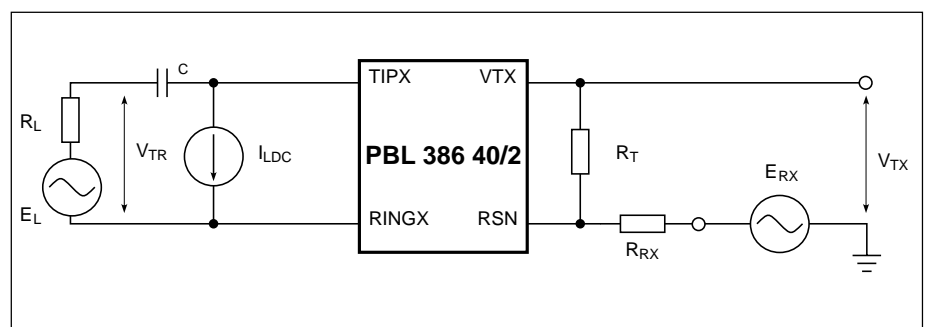 C
TIPX VTX
R_L
V_TR
I_LDC
PBL 386 40/2
R_T
E_RX
V_TX
E_L
RINGX RSN
R_RX